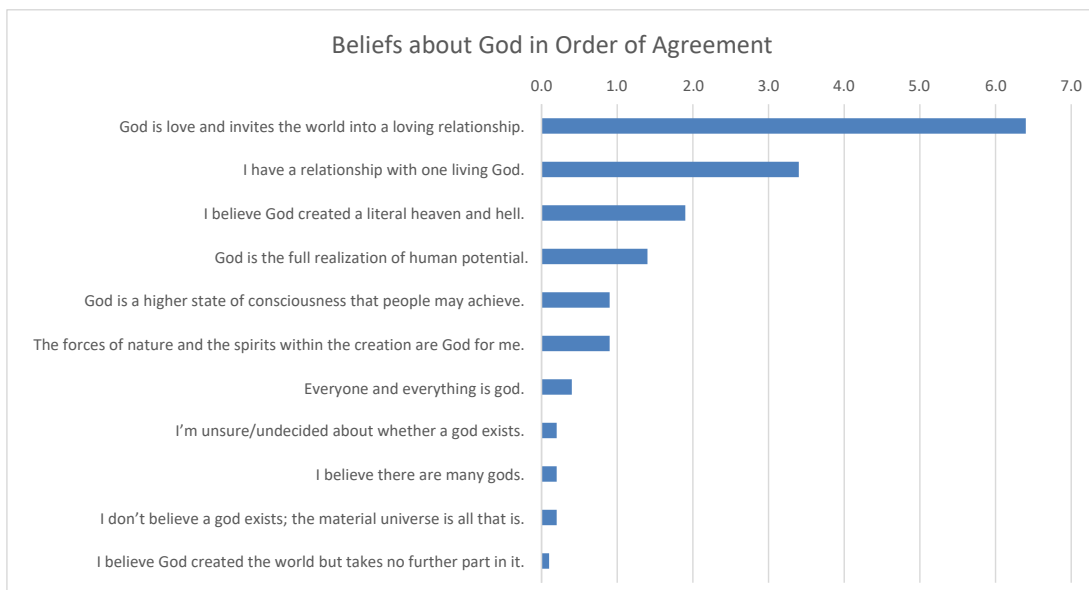 Beliefs about God in Order of Agreement
0.0 1.0 2.0 3.0 4.0 5.0 6.0 7.0
God is love and invites the world into a loving relationship.
I have a relationship with one living God.
I believe God created a literal heaven and hell.
God is the full realization of human potential.
God is a higher state of consciousness that people may achieve.
The forces of nature and the spirits within the creation are God for me.
Everyone and everything is god.
I’m unsure/undecided about whether a god exists.
I believe there are many gods.
I don’t believe a god exists; the material universe is all that is.
I believe God created the world but takes no further part in it.